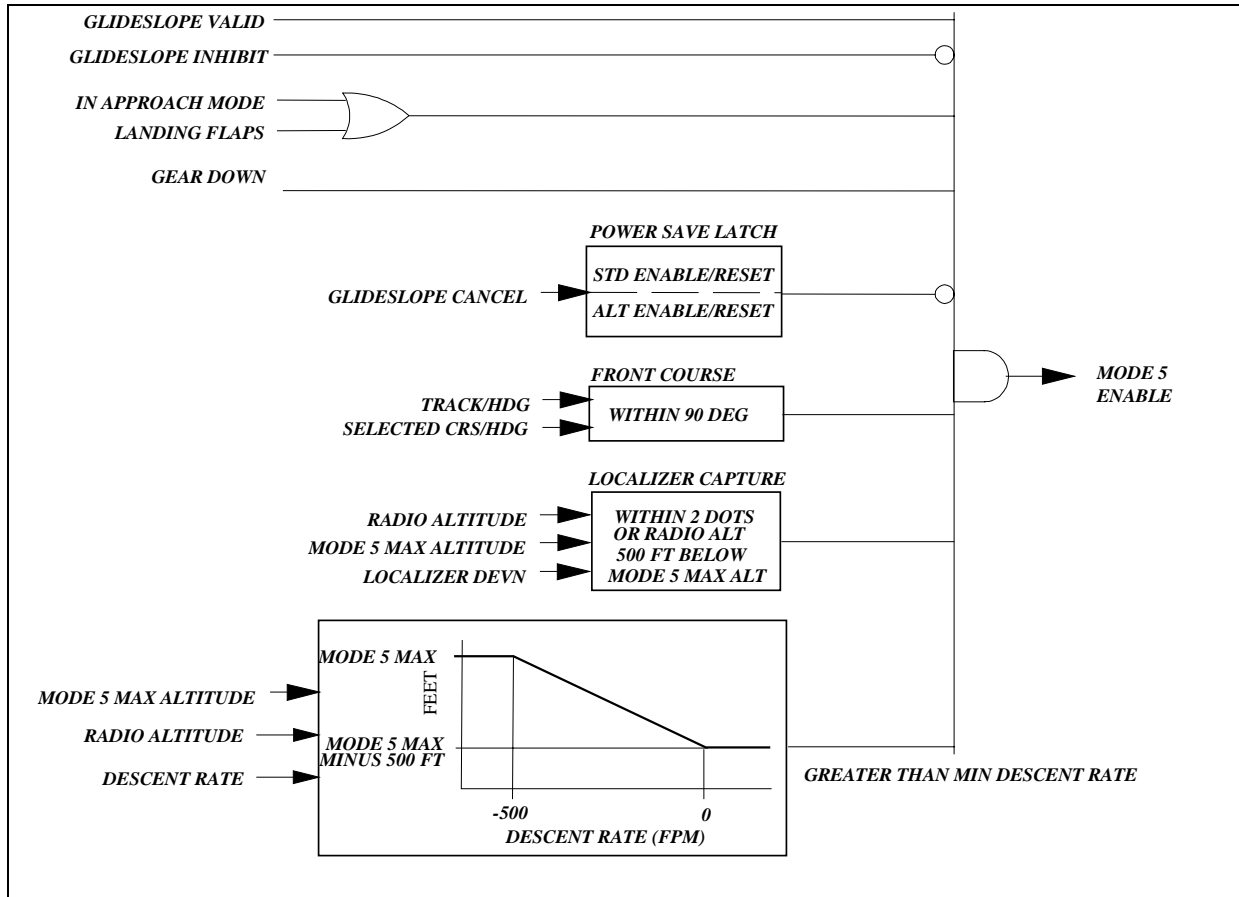 GLIDESLOPE VALID
GLIDESLOPE INHIBIT
IN APPROACH MODE
LANDING FLAPS
GEAR DOWN
POWER SAVE LATCH
STD ENABLE/RESET
GLIDESLOPE CANCEL
ALT ENABLE/RESET
MODE 5
ENABLE
FRONT COURSE
TRACK/HDG
WITHIN 90 DEG
SELECTED CRS/HDG
LOCALIZER CAPTURE
RADIO ALTITUDE
MODE 5 MAX ALTITUDE
LOCALIZER DEVN
WITHIN 2 DOTS
OR RADIO ALT
500 FT BELOW
MODE 5 MAX ALT
MODE 5 MAX ALTITUDE
RADIO ALTITUDE
DESCENT RATE
MODE 5 MAX
FEET
MODE 5 MAX
MINUS 500 FT
-500
0
DESCENT RATE (FPM)
GREATER THAN MIN DESCENT RATE